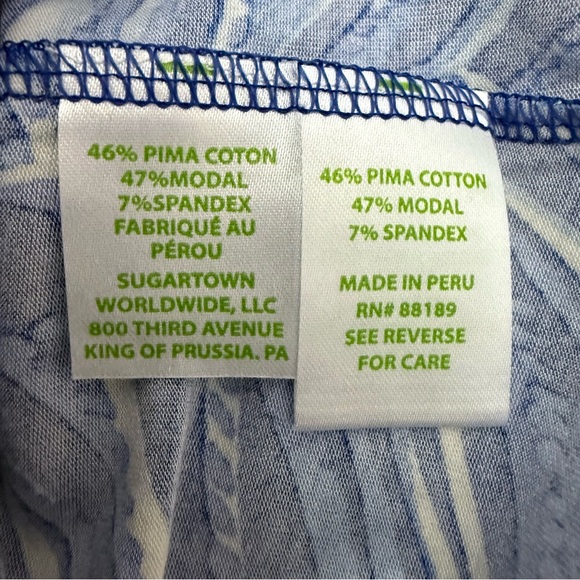 46% PIMA COTON
47%MODAL
7%SPANDEX
FABRIQUÉ AU
PÉROU
SUGARTOWN
WORLDWIDE, LLC
800 THIRD AVENUE
KING OF PRUSSIA. PA
46% PIMA COTTON
47% MODAL
7% SPANDEX
MADE IN PERU
RN# 88189
SEE REVERSE
FOR CARE